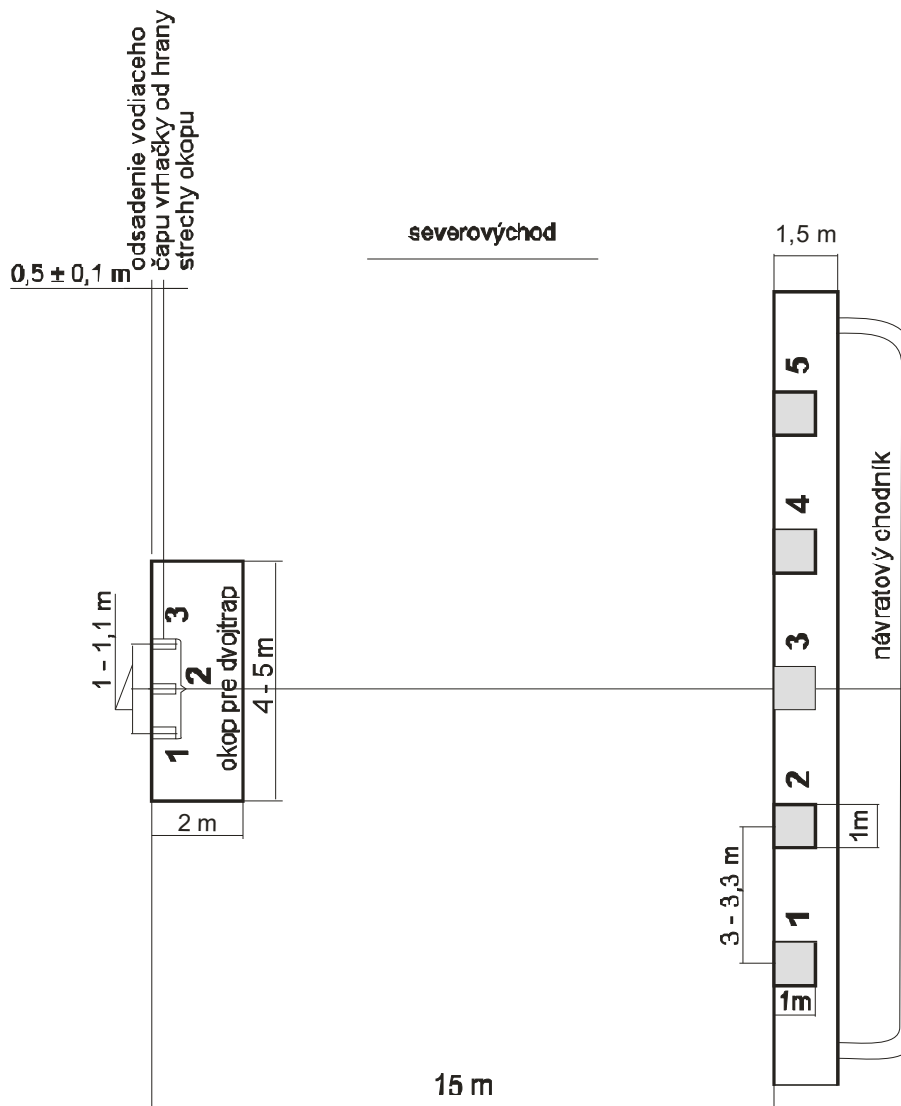 odsadenie vodiaceho
čapu vrhačky od hrany
strechy okopu
0,5 ± 0,1 m
severovýchod
1,5 m
5
4
3
2
1
návratový chodník
1 - 1,1 m
3
2
1
okop pre dvojtrap
4 - 5 m
2 m
1m
3 - 3,3 m
1m
15 m